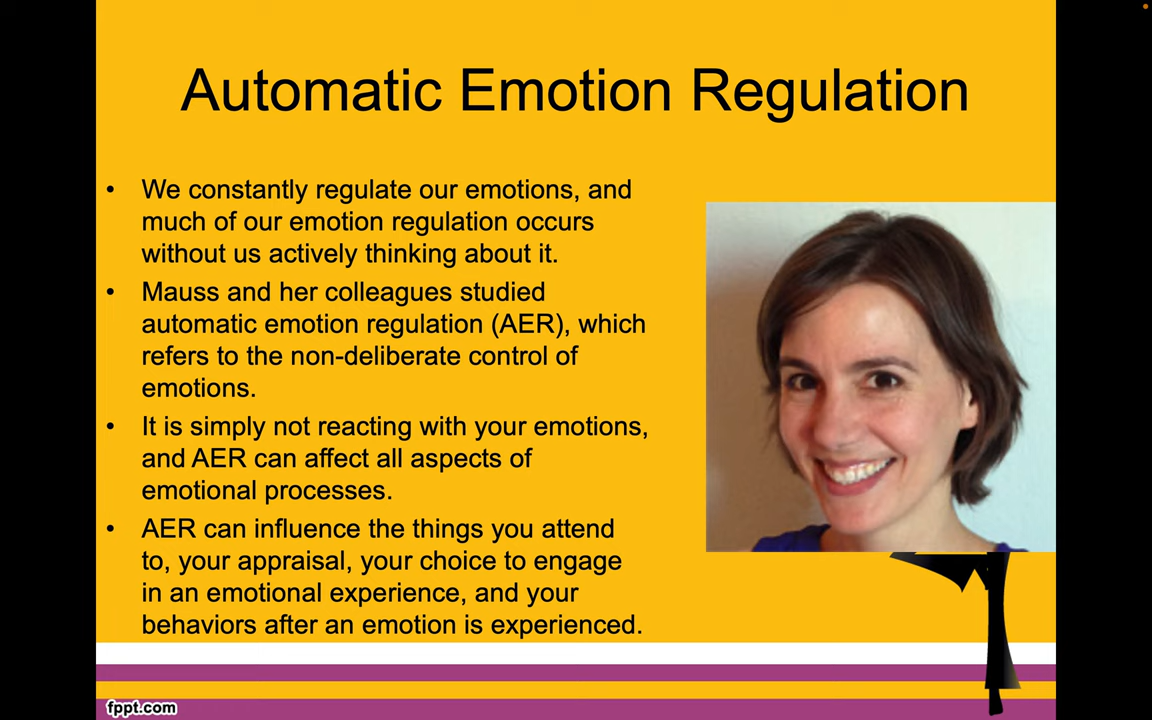 Automatic Emotion Regulation
• We constantly regulate our emotions, and
much of our emotion regulation occurs
without us actively thinking about it.
• Mauss and her colleagues studied
automatic emotion regulation (AER), which
refers to the non-deliberate control of
emotions.
• It is simply not reacting with your emotions,
and AER can affect all aspects of
emotional processes.
• AER can influence the things you attend
to, your appraisal, your choice to engage
in an emotional experience, and your
behaviors after an emotion is experienced.
fppt.com